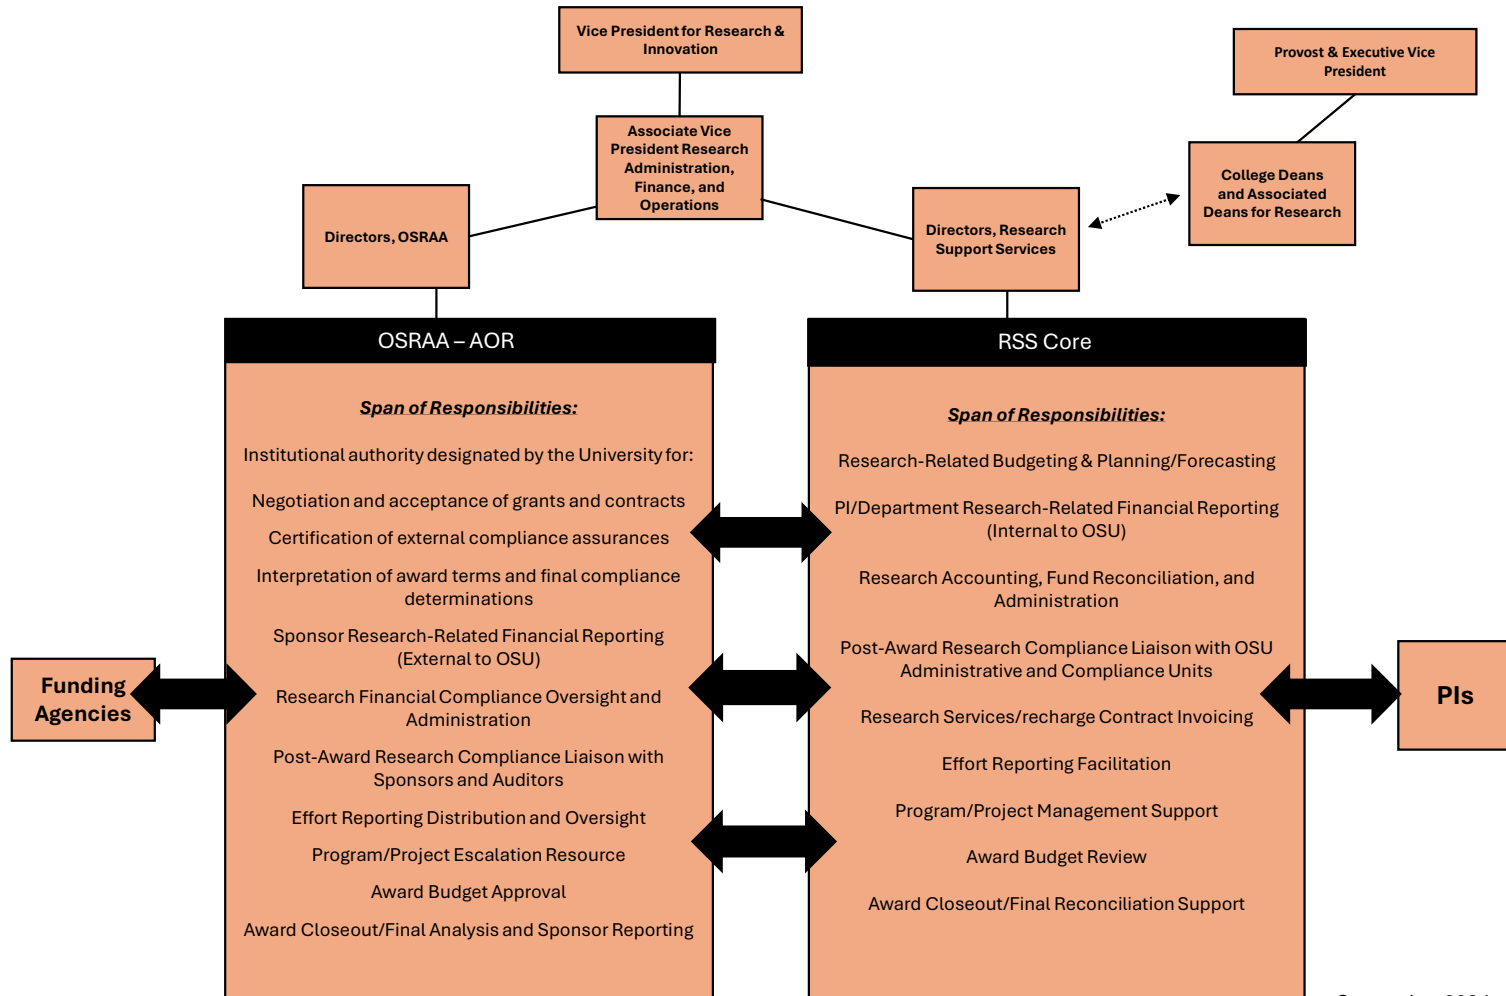 Vice President for Research &
Innovation
Provost & Executive Vice
President
Associate Vice
President Research
Administration,
Finance, and
Operations
College Deans
and Associated
Deans for Research
Directors, OSRAA
Directors, Research
Support Services
OSRAA – AOR
Span of Responsibilities:
Institutional authority designated by the University for:
Negotiation and acceptance of grants and contracts
Certification of external compliance assurances
Interpretation of award terms and final compliance
determinations
Sponsor Research-Related Financial Reporting
(External to OSU)
Research Financial Compliance Oversight and
Administration
Post-Award Research Compliance Liaison with
Sponsors and Auditors
Effort Reporting Distribution and Oversight
Program/Project Escalation Resource
Award Budget Approval
Award Closeout/Final Analysis and Sponsor Reporting
RSS Core
Span of Responsibilities:
Research-Related Budgeting & Planning/Forecasting
PI/Department Research-Related Financial Reporting
(Internal to OSU)
Research Accounting, Fund Reconciliation, and
Administration
Post-Award Research Compliance Liaison with OSU
Administrative and Compliance Units
Research Services/recharge Contract Invoicing
Effort Reporting Facilitation
Program/Project Management Support
Award Budget Review
Award Closeout/Final Reconciliation Support
Funding
Agencies
PIs